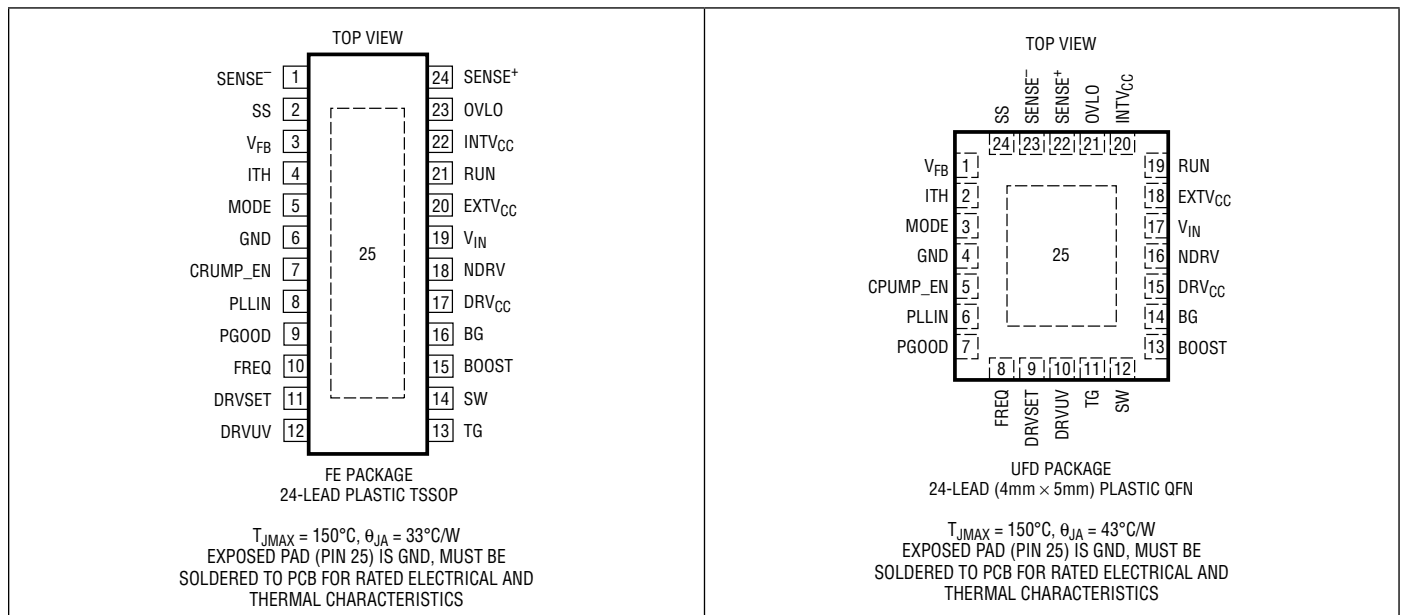 TOP VIEW
SENSE– 1
SS 2
VFB 3
ITH 4
MODE 5
GND 6
CRUMP_EN 7
PLLIN 8
PGOOD 9
FREQ 10
DRVSET 11
DRVUV 12
24 SENSE+
23 OVLO
22 INTVCC
21 RUN
20 EXTVCC
19 VIN
18 NDRV
17 DRVCC
16 BG
15 BOOST
14 SW
13 TG
25
FE PACKAGE
24-LEAD PLASTIC TSSOP
TJMAX = 150°C, θJA = 33°C/W
EXPOSED PAD (PIN 25) IS GND, MUST BE
SOLDERED TO PCB FOR RATED ELECTRICAL AND
THERMAL CHARACTERISTICS
TOP VIEW
SS
SENSE–
SENSE+
OVLO
INTVCC
24 23 22 21 20
VFB 1
ITH 2
MODE 3
GND 4
CPUMP_EN 5
PLLIN 6
PGOOD 7
19 RUN
18 EXTVCC
17 VIN
16 NDRV
15 DRVCC
14 BG
13 BOOST
25
8 9 10 11 12
FREQ
DRVSET
DRVUV
TG
SW
UFD PACKAGE
24-LEAD (4mm × 5mm) PLASTIC QFN
TJMAX = 150°C, θJA = 43°C/W
EXPOSED PAD (PIN 25) IS GND, MUST BE
SOLDERED TO PCB FOR RATED ELECTRICAL AND
THERMAL CHARACTERISTICS